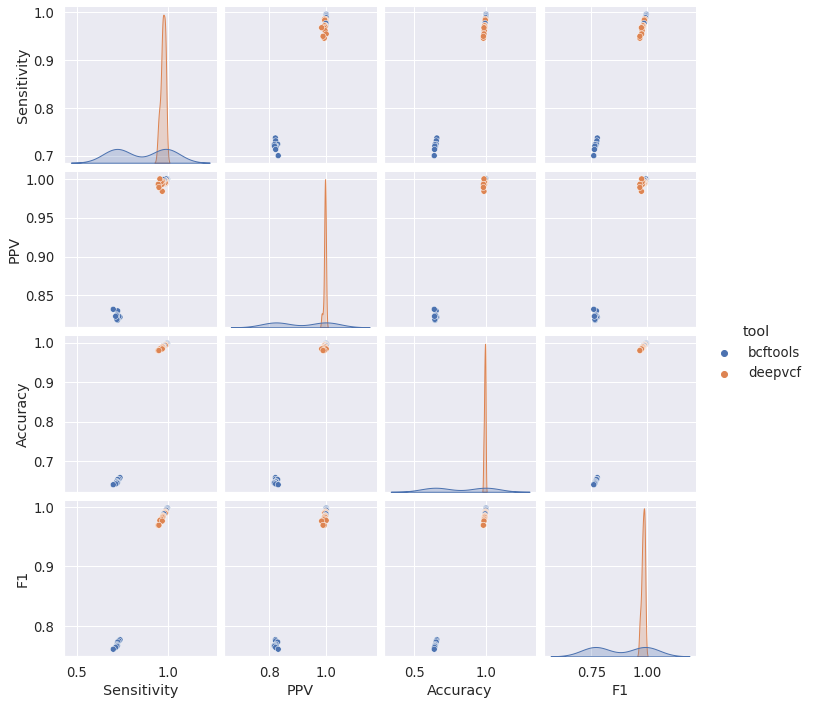 1.0
0.9
0.8
0.7
Sensitivity
1.00
0.95
0.90
0.85
PPV
tool
bcftools
deepvcf
1.0
0.9
0.8
0.7
Accuracy
1.0
0.9
0.8
F1
0.5 1.0 0.8 1.0 0.5 1.0 0.75 1.00
Sensitivity PPV Accuracy F1